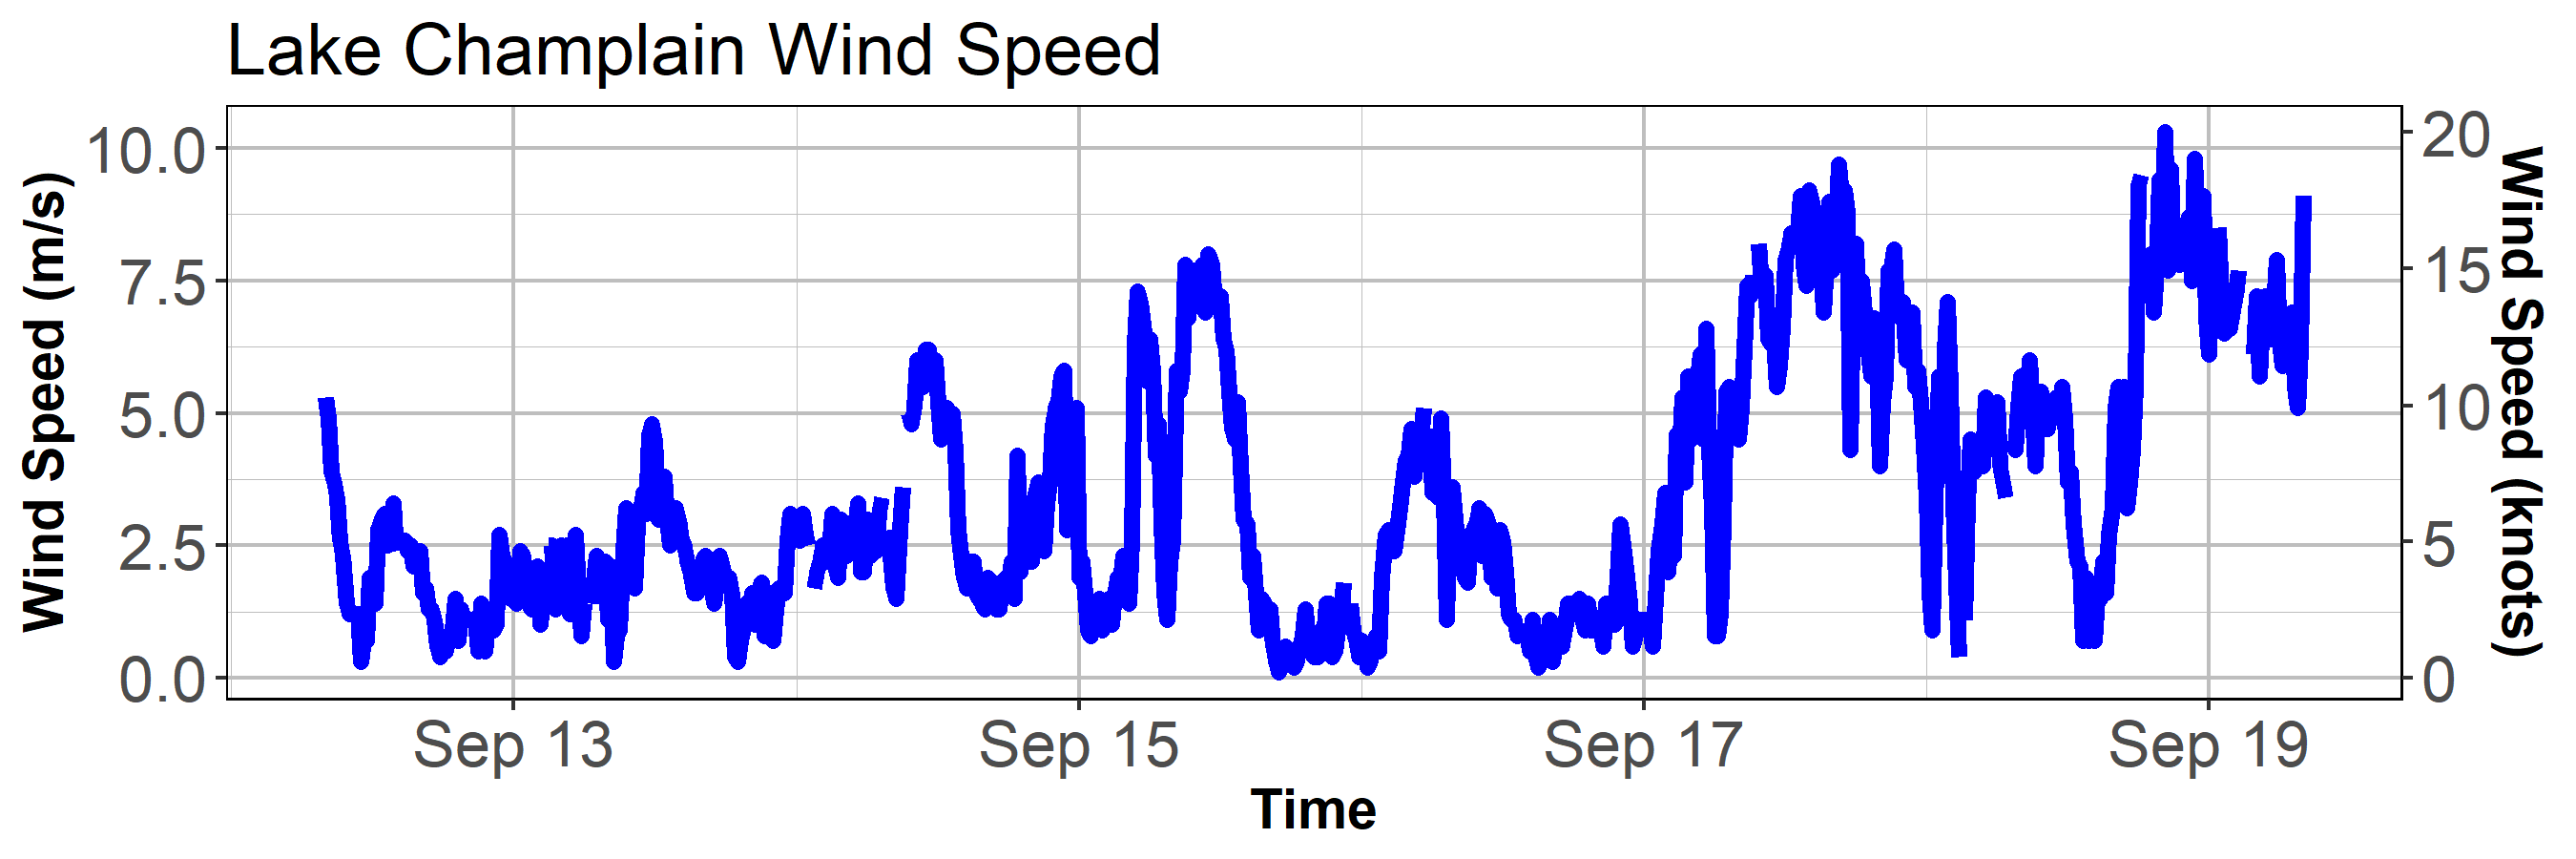 Lake Champlain Wind Speed
Wind Speed (m/s)
10.0
7.5
5.0
2.5
0.0
20
15
10
5
0
Wind Speed (knots)
Sep 13
Sep 15
Sep 17
Sep 19
Time